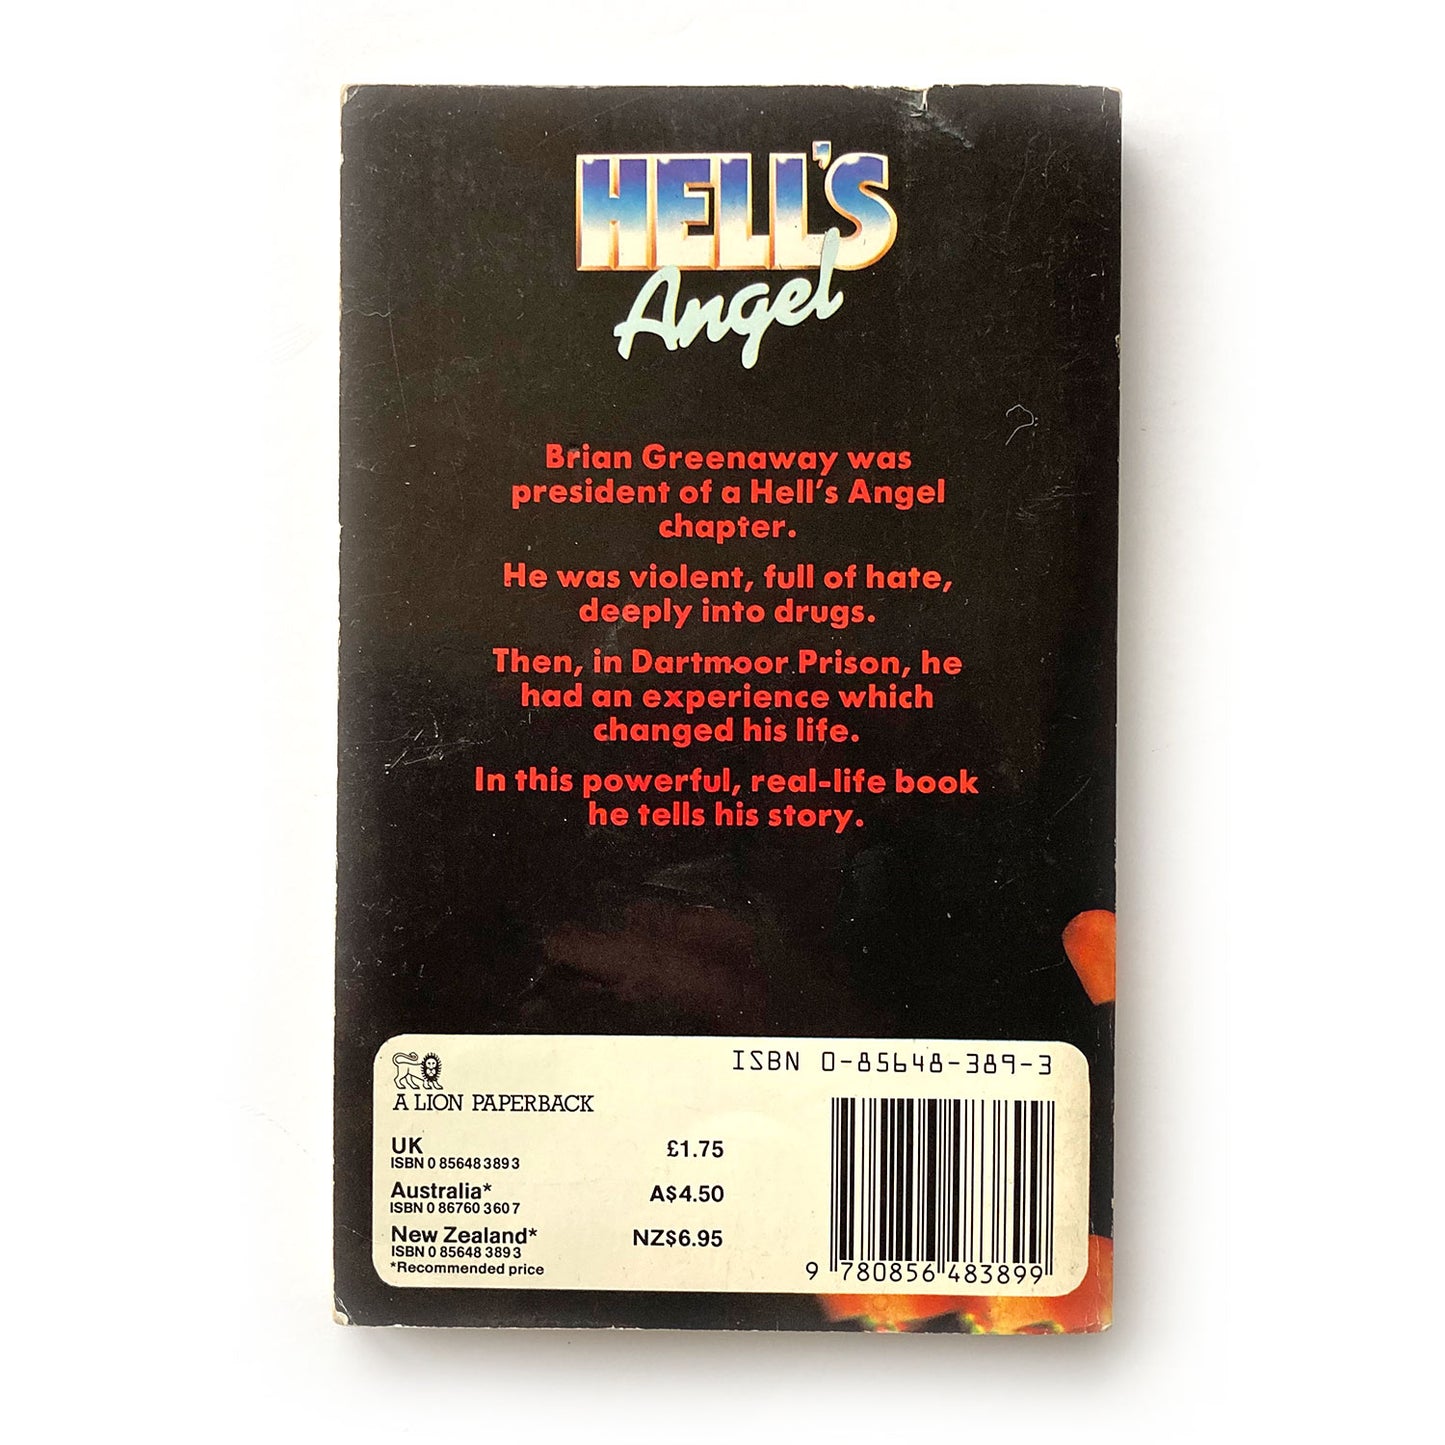 HELL'S
Angel
Brian Greenaway was
president of a Hell's Angel
chapter.
He was violent, full of hate,
deeply into drugs.
Then, in Dartmoor Prison, he
had an experience which
changed his life.
In this powerful, real-life book
he tells his story.
ISBN 0-85648-389-3
A LION PAPERBACK
UK £1.75
ISBN 0 85648 389 3
Australia* A$4.50
ISBN 0 86760 360 7
New Zealand* NZ$6.95
ISBN 0 85648 389 3
*Recommended price
9 780856 483899